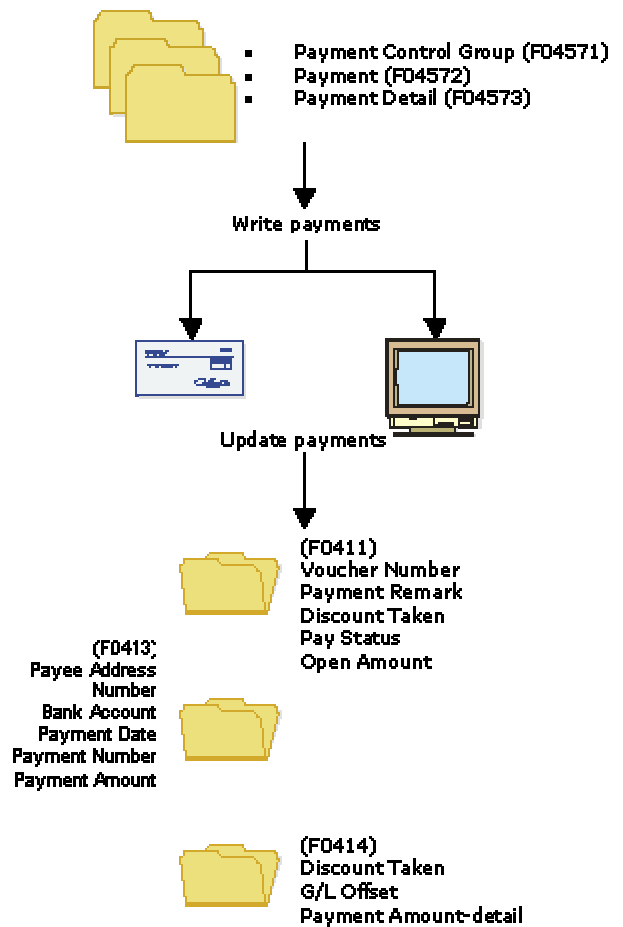 Payment Control Group (F04571)
Payment (F04572)
Payment Detail (F04573)
Write payments
Update payments
(F0411)
Voucher Number
Payment Remark
Discount Taken
Pay Status
Open Amount
(F0413)
Payee Address
Number
Bank Account
Payment Date
Payment Number
Payment Amount
(F0414)
Discount Taken
G/L Offset
Payment Amount-detail